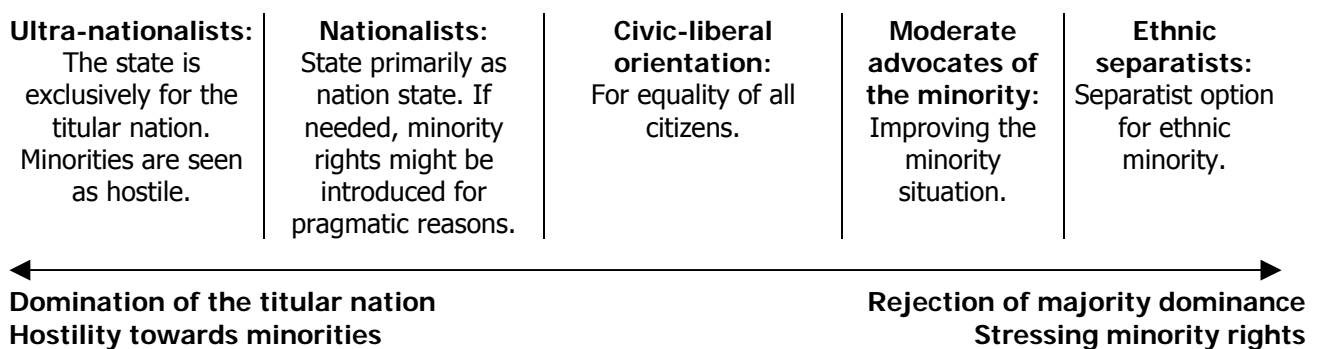 Ultra-nationalists:
The state is
exclusively for the
titular nation.
Minorities are seen
as hostile.
Nationalists:
State primarily as
nation state. If
needed, minority
rights might be
introduced for
pragmatic reasons.
Civic-liberal
orientation:
For equality of all
citizens.
Moderate
advocates of
the minority:
Improving the
minority
situation.
Ethnic
separatists:
Separatist option
for ethnic
minority.
Domination of the titular nation
Hostility towards minorities
Rejection of majority dominance
Stressing minority rights